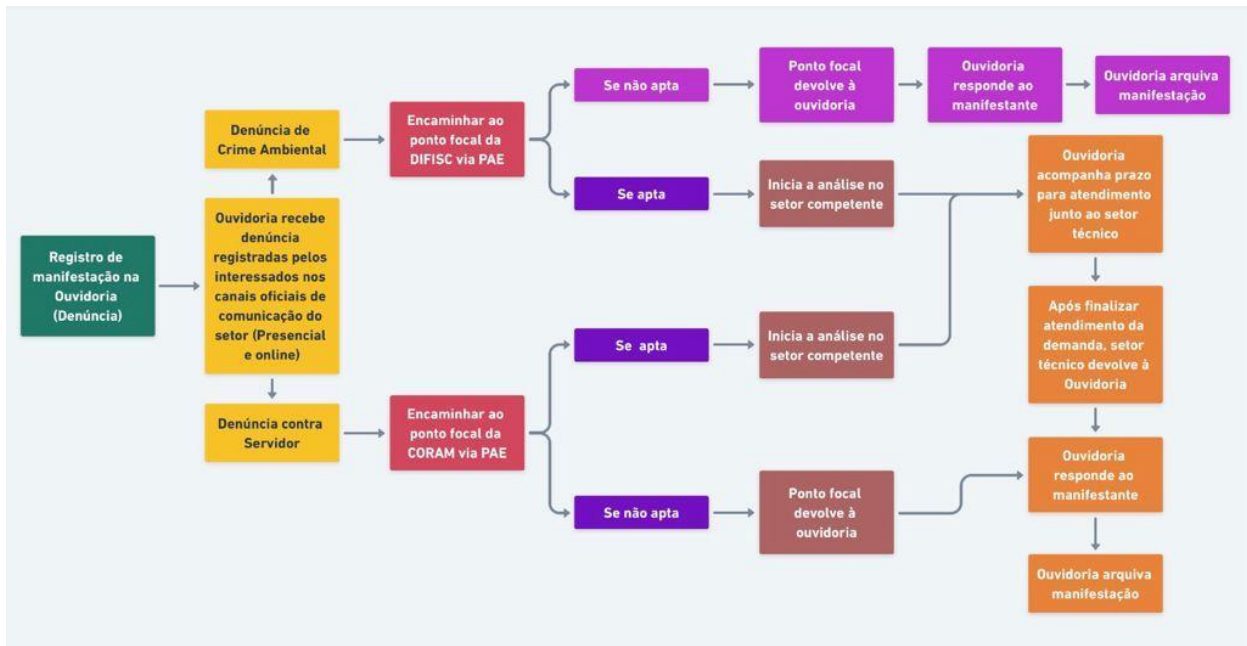 Registro de
manifestação na
Ouvidoria
(Denúncia)
Denúncia de
Crime Ambiental
Ouvidoria recebe
denúncia
registradas pelos
interessados nos
canais oficiais de
comunicação do
setor (Presencial
e online)
Denúncia contra
Servidor
Encaminhar ao
ponto focal da
DIFISC via PAE
Se não apta
Ponto focal
devolve à
ouvidoria
Ouvidoria
responde ao
manifestante
Ouvidoria arquiva
manifestação
Se apta
Inicia a análise no
setor competente
Ouvidoria
acompanha prazo
para atendimento
junto ao setor
técnico
Encaminhar ao
ponto focal da
CORAM via PAE
Se apta
Inicia a análise no
setor competente
Após finalizar
atendimento da
demanda, setor
técnico devolve à
Ouvidoria
Se não apta
Ponto focal
devolve à
ouvidoria
Ouvidoria
responde ao
manifestante
Ouvidoria arquiva
manifestação